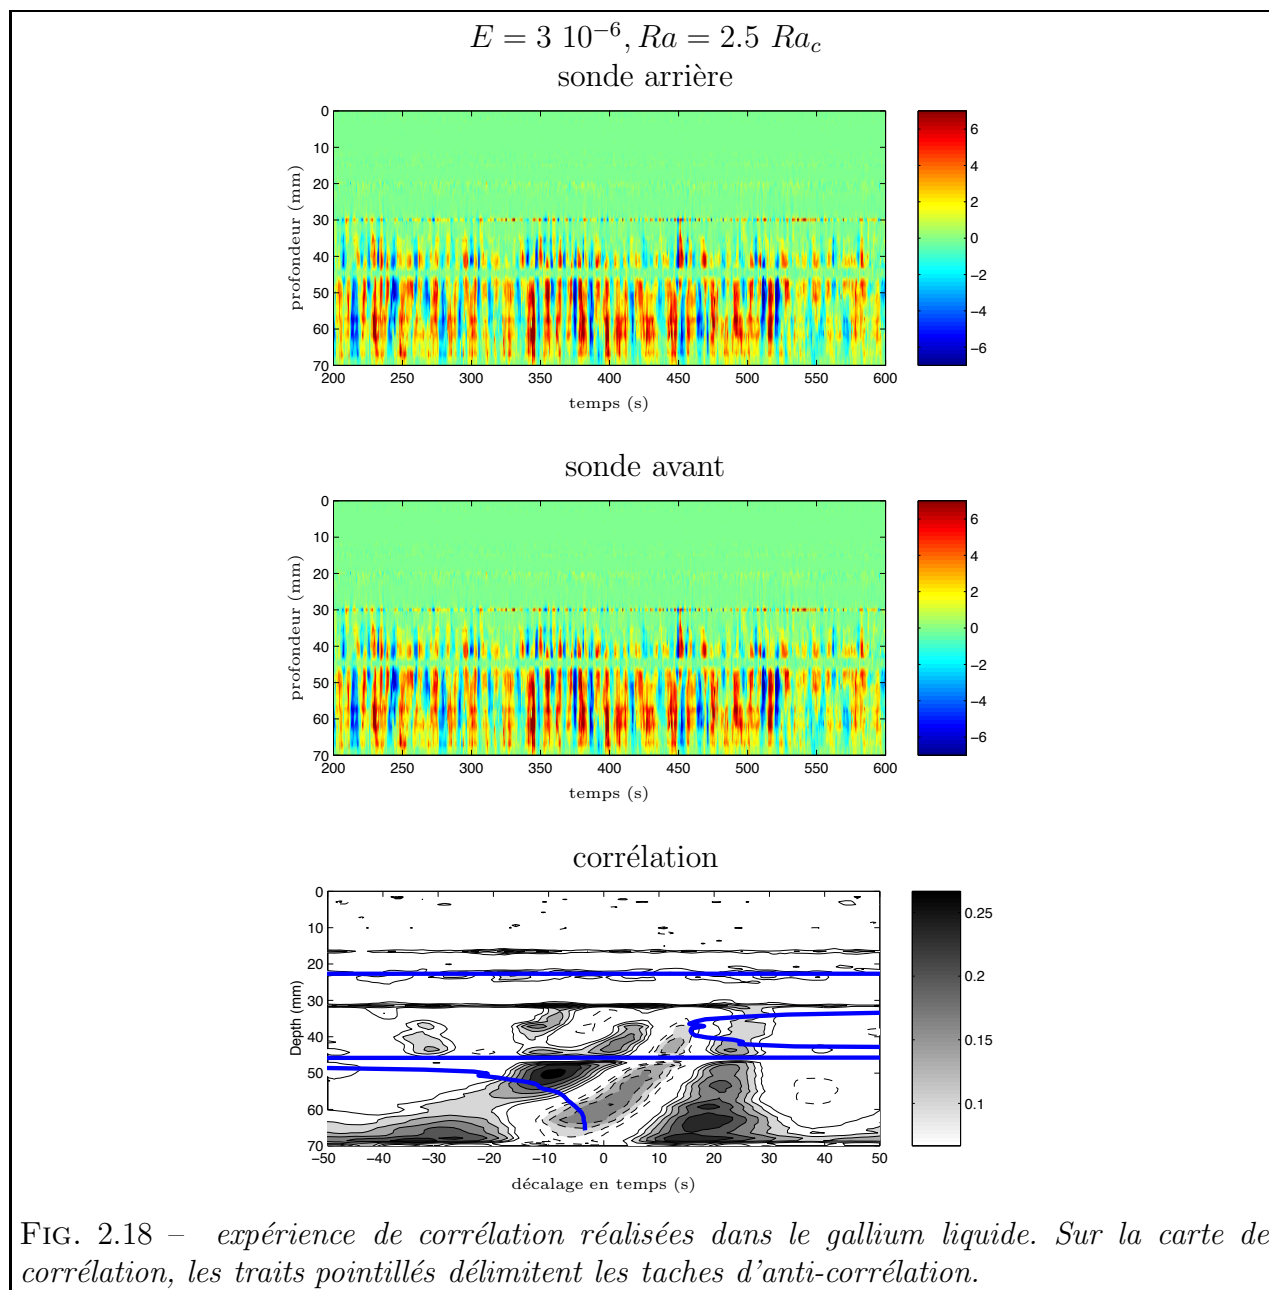 E = 3 10⁻⁶, Ra = 2.5 Ra_c
sonde arrière
0
10
20
30
40
50
60
70
profondeur (mm)
200 250 300 350 400 450 500 550 600
temps (s)
6
4
2
0
−2
−4
−6
sonde avant
0
10
20
30
40
50
60
70
profondeur (mm)
200 250 300 350 400 450 500 550 600
temps (s)
6
4
2
0
−2
−4
−6
corrélation
0
10
20
30
40
50
60
70
Depth (mm)
−50 −40 −30 −20 −10 0 10 20 30 40 50
décalage en temps (s)
0.25
0.2
0.15
0.1
FIG. 2.18 – expérience de corrélation réalisées dans le gallium liquide. Sur la carte de
corrélation, les traits pointillés délimitent les taches d'anti-corrélation.